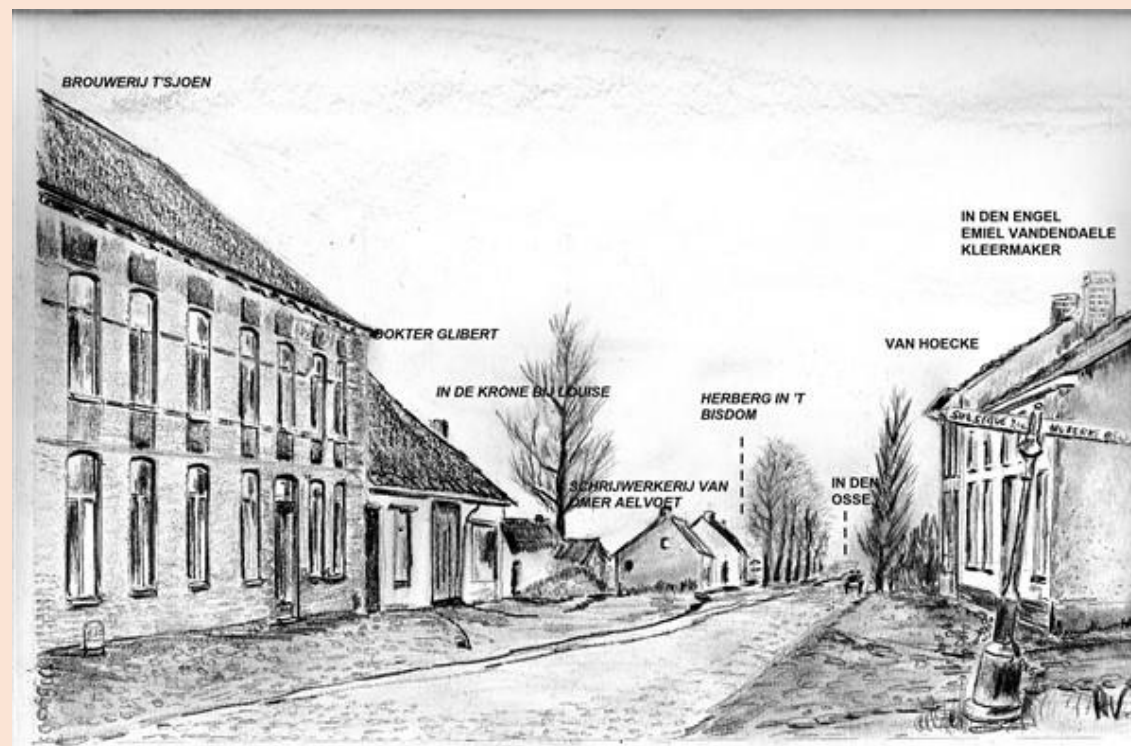 BROUWERIJ T'SJOEN
IN DEN ENGEL
EMIEL VANDENDAELE
KLEERMAKER
DOKTER GLIBERT
VAN HOECKE
IN DE KRONE BIJ LOUISE
HERBERG IN 'T
BISDOM
SCHRIJWERKERIJ VAN
OMER AELVOET
IN DEN
OSSE